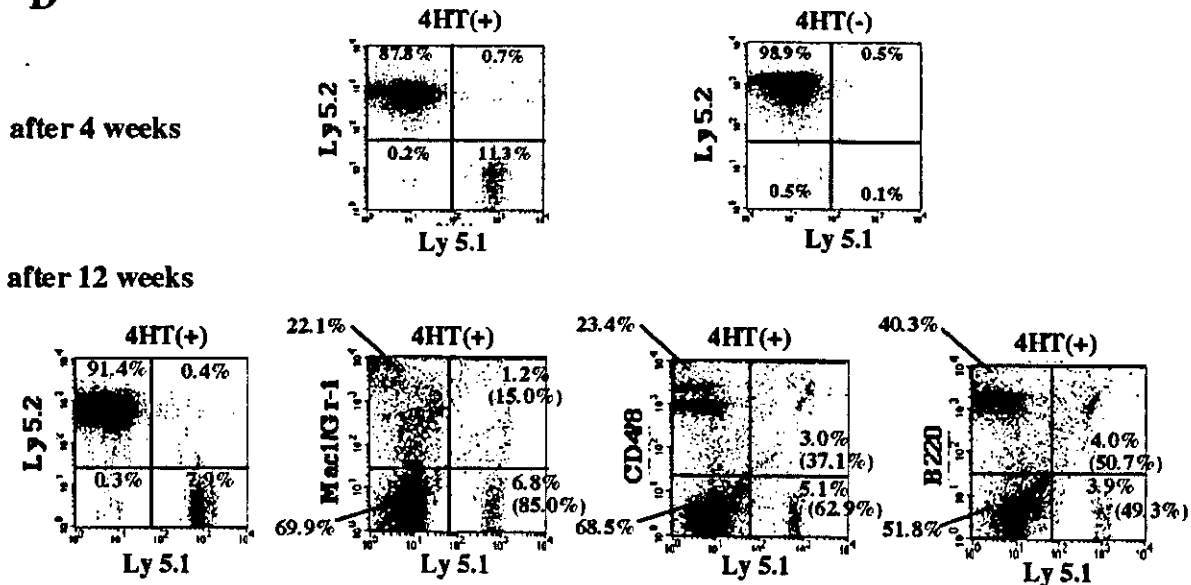 D
4HT(+)
4HT(-)
87.8% 0.7%
98.9% 0.5%
Ly 5.2
Ly 5.2
after 4 weeks
0.2% 11.3%
0.5% 0.1%
Ly 5.1
Ly 5.1
after 12 weeks
4HT(+)
22.1%
4HT(+)
23.4%
4HT(+)
40.3%
4HT(+)
91.4% 0.4%
1.2%
(15.0%)
Ly 5.2
Mac1/Gr-1
CD4/8
B220
3.0%
(37.1%)
4.0%
(50.7%)
0.3% 7.9%
6.8%
(85.0%)
5.1%
(62.9%)
3.9%
(49.3%)
69.9%
68.5%
51.8%
Ly 5.1
Ly 5.1
Ly 5.1
Ly 5.1